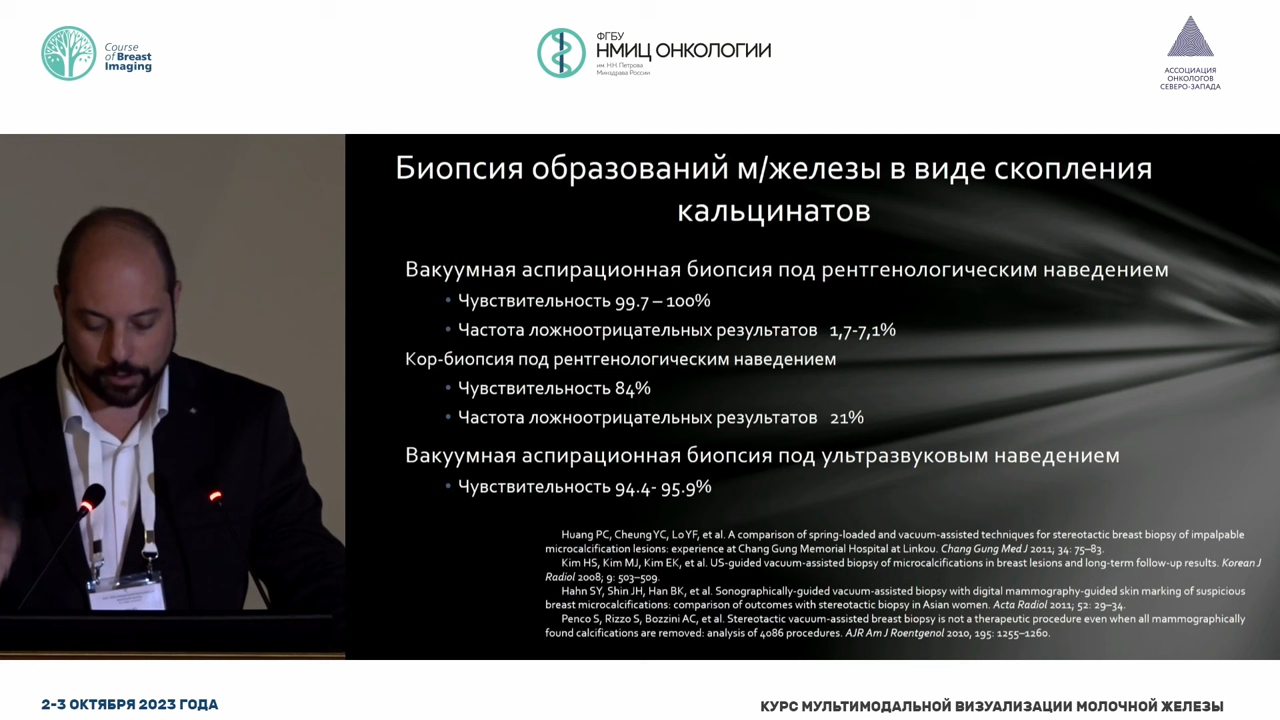 Course
of Breast
Imaging
ФГБУ
НМИЦ ОНКОЛОГИИ
им. Н.Н. Петрова
Минздрава России
АССОЦИАЦИЯ
ОНКОЛОГОВ
СЕВЕРО-ЗАПАДА
Биопсия образований м/железы в виде скопления
кальцинатов
Вакуумная аспирационная биопсия под рентгенологическим наведением
• Чувствительность 99.7 – 100%
• Частота ложноотрицательных результатов 1,7-7,1%
Кор-биопсия под рентгенологическим наведением
• Чувствительность 84%
• Частота ложноотрицательных результатов 21%
Вакуумная аспирационная биопсия под ультразвуковым наведением
• Чувствительность 94.4- 95.9%
Huang PC, Cheung YC, Lo YF, et al. A comparison of spring-loaded and vacuum-assisted techniques for stereotactic breast biopsy of impalpable
microcalcification lesions: experience at Chang Gung Memorial Hospital at Linkou. Chang Gung Med J 2011; 34: 75–83.
Kim HS, Kim MJ, Kim EK, et al. US-guided vacuum-assisted biopsy of microcalcifications in breast lesions and long-term follow-up results. Korean J
Radiol 2008; 9: 503–509.
Hahn SY, Shin JH, Han BK, et al. Sonographically-guided vacuum-assisted biopsy with digital mammography-guided skin marking of suspicious
breast microcalcifications: comparison of outcomes with stereotactic biopsy in Asian women. Acta Radiol 2011; 52: 29–34.
Penco S, Rizzo S, Bozzini AC, et al. Stereotactic vacuum-assisted breast biopsy is not a therapeutic procedure even when all mammographically
found calcifications are removed: analysis of 4086 procedures. AJR Am J Roentgenol 2010, 195: 1255–1260.
2-3 ОКТЯБРЯ 2023 ГОДА
КУРС МУЛЬТИМОДАЛЬНОЙ ВИЗУАЛИЗАЦИИ МОЛОЧНОЙ ЖЕЛЕЗЫ